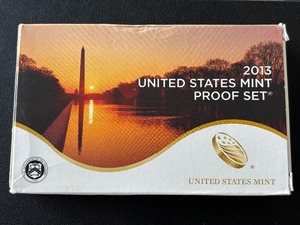 2013
UNITED STATES MINT
PROOF SET®
UNITED STATES MINT